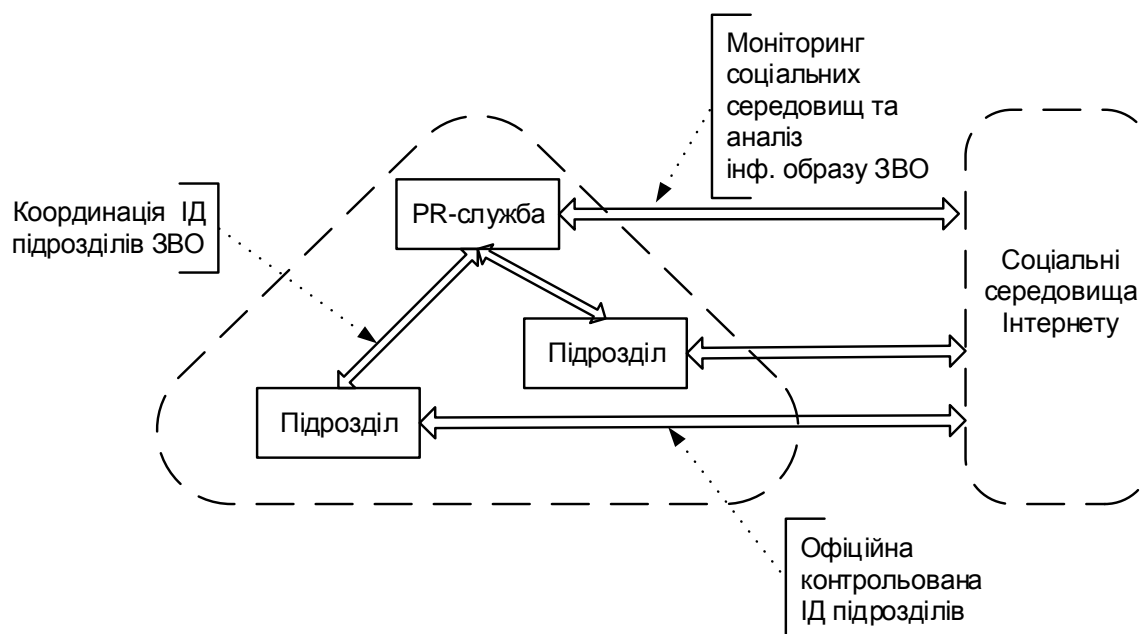 Моніторинг
соціальних
середовищ та
аналіз
інф. образу ЗВО
PR-служба
Координація ІД
підрозділів ЗВО
Соціальні
середовища
Інтернету
Підрозділ
Підрозділ
Офіційна
контрольована
ІД підрозділів